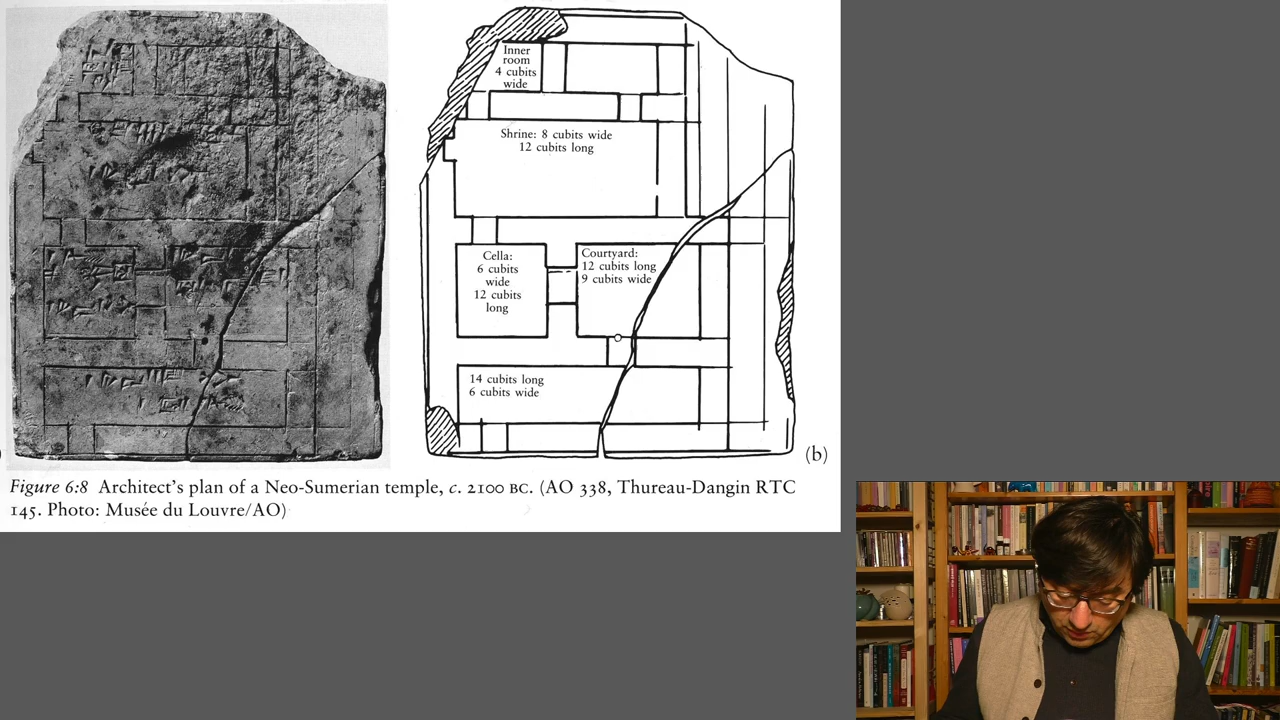 Inner
room
4 cubits
wide
Shrine: 8 cubits wide
12 cubits long
Cella:
6 cubits
wide
12 cubits
long
Courtyard:
12 cubits long
9 cubits wide
14 cubits long
6 cubits wide
(b)
Figure 6:8 Architect's plan of a Neo-Sumerian temple, c. 2100 BC. (AO 338, Thureau-Dangin RTC
145. Photo: Musée du Louvre/AO)